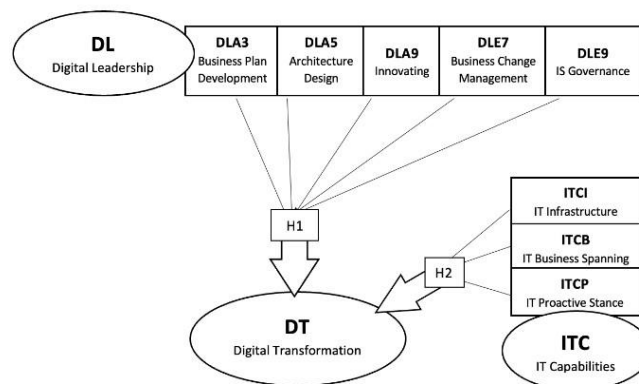 DL
Digital Leadership
DLA3
Business Plan
Development
DLA5
Architecture
Design
DLA9
Innovating
DLE7
Business Change
Management
DLE9
IS Governance
H1
ITCI
IT Infrastructure
ITCB
IT Business Spanning
ITCP
IT Proactive Stance
H2
DT
Digital Transformation
ITC
IT Capabilities